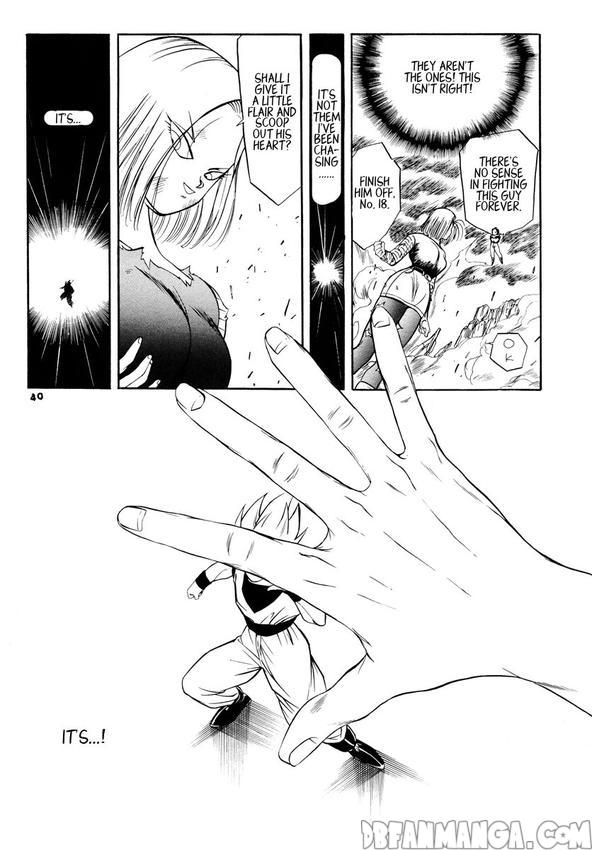 THEY AREN'T
THE ONES! THIS
ISN'T RIGHT!
THERE'S
NO SENSE
IN FIGHTING
THIS GUY
FOREVER.
FINISH
HIM OFF,
No. 18.
OK
IT'S
NOT
THEM
I'VE
BEEN
CHA-
SING
......
SHALL I
GIVE IT
A LITTLE
FLAIR AND
SCOOP
OUT HIS
HEART?
IT'S...
40
IT'S...!
DBFANMANGA.COM